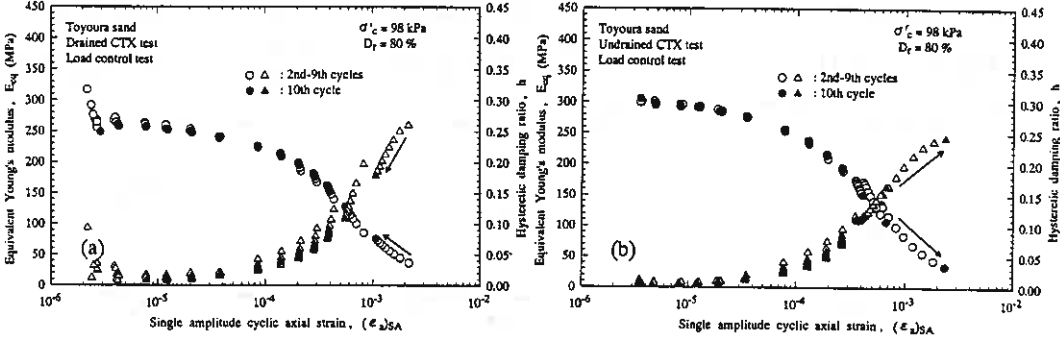 Toyoura sand
Drained CTX test
Load control test
σ'c = 98 kPa
Dr = 80 %
○ △ : 2nd-9th cycles
● ▲ : 10th cycle
Equivalent Young's modulus , Eeq (MPa)
450
400
350
300
250
200
150
100
50
0
0.45
0.40
0.35
0.30
0.25
0.20
0.15
0.10
0.05
0.00
Hysteretic damping ratio, h
(a)
10-6
10-5
10-4
10-3
10-2
Single amplitude cyclic axial strain , (εa)SA
Toyoura sand
Undrained CTX test
Load control test
σ'c = 98 kPa
Dr = 80 %
○ △ : 2nd-9th cycles
● ▲ : 10th cycle
Equivalent Young's modulus , Eeq (MPa)
450
400
350
300
250
200
150
100
50
0
0.45
0.40
0.35
0.30
0.25
0.20
0.15
0.10
0.05
0.00
Hysteretic damping ratio, h
(b)
10-6
10-5
10-4
10-3
10-2
Single amplitude cyclic axial strain , (εa)SA